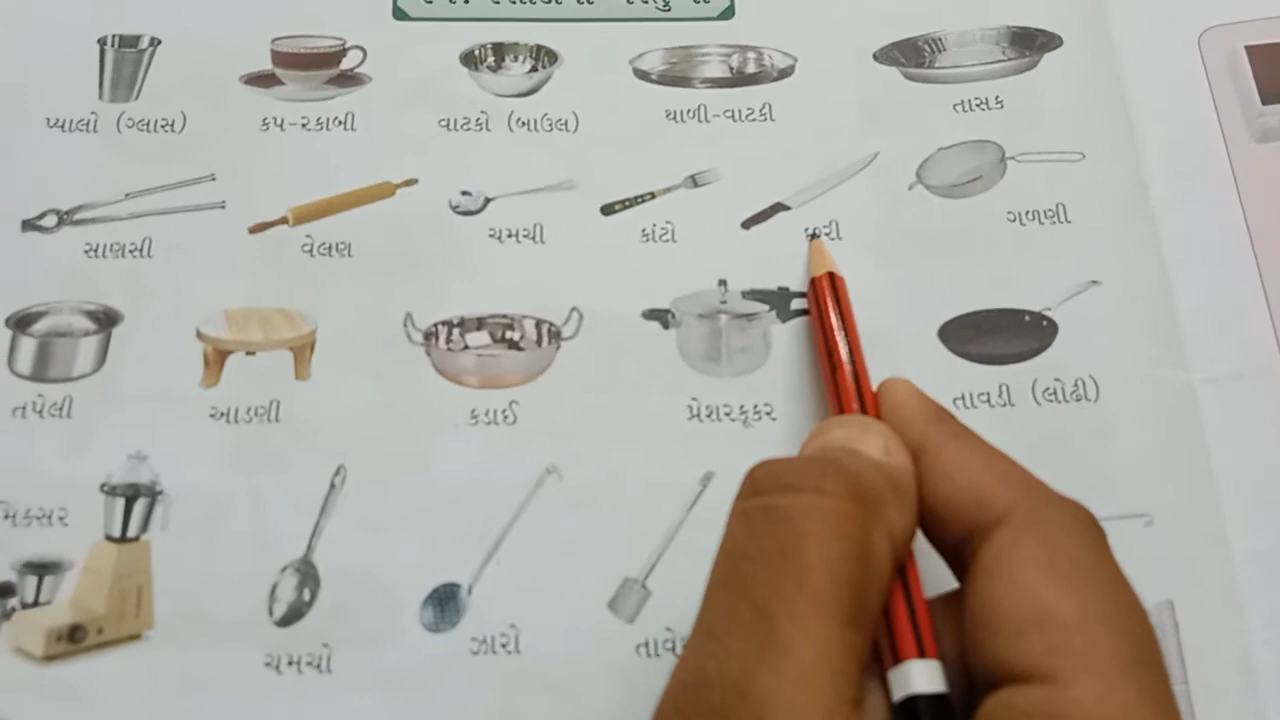 પ્યાલો (ગ્લાસ) કપ-રકાબી વાટકો (બાઉલ) થાળી-વાટકી તાસક
સાણસી વેલણ ચમચી કાંટો છરી ગળણી
તપેલી આડણી કડાઈ પ્રેશરકૂકર તાવડી (લોઢી)
મિક્સર
ચમચો ઝારો